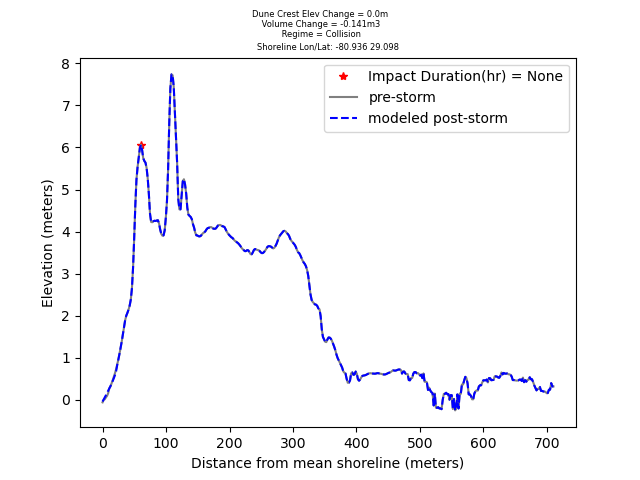 Dune Crest Elev Change = 0.0m
Volume Change = -0.141m3
Regime = Collision
Shoreline Lon/Lat: -80.936 29.098
Impact Duration(hr) = None
pre-storm
modeled post-storm
8
7
6
5
4
3
2
1
0
Elevation (meters)
0 100 200 300 400 500 600 700
Distance from mean shoreline (meters)